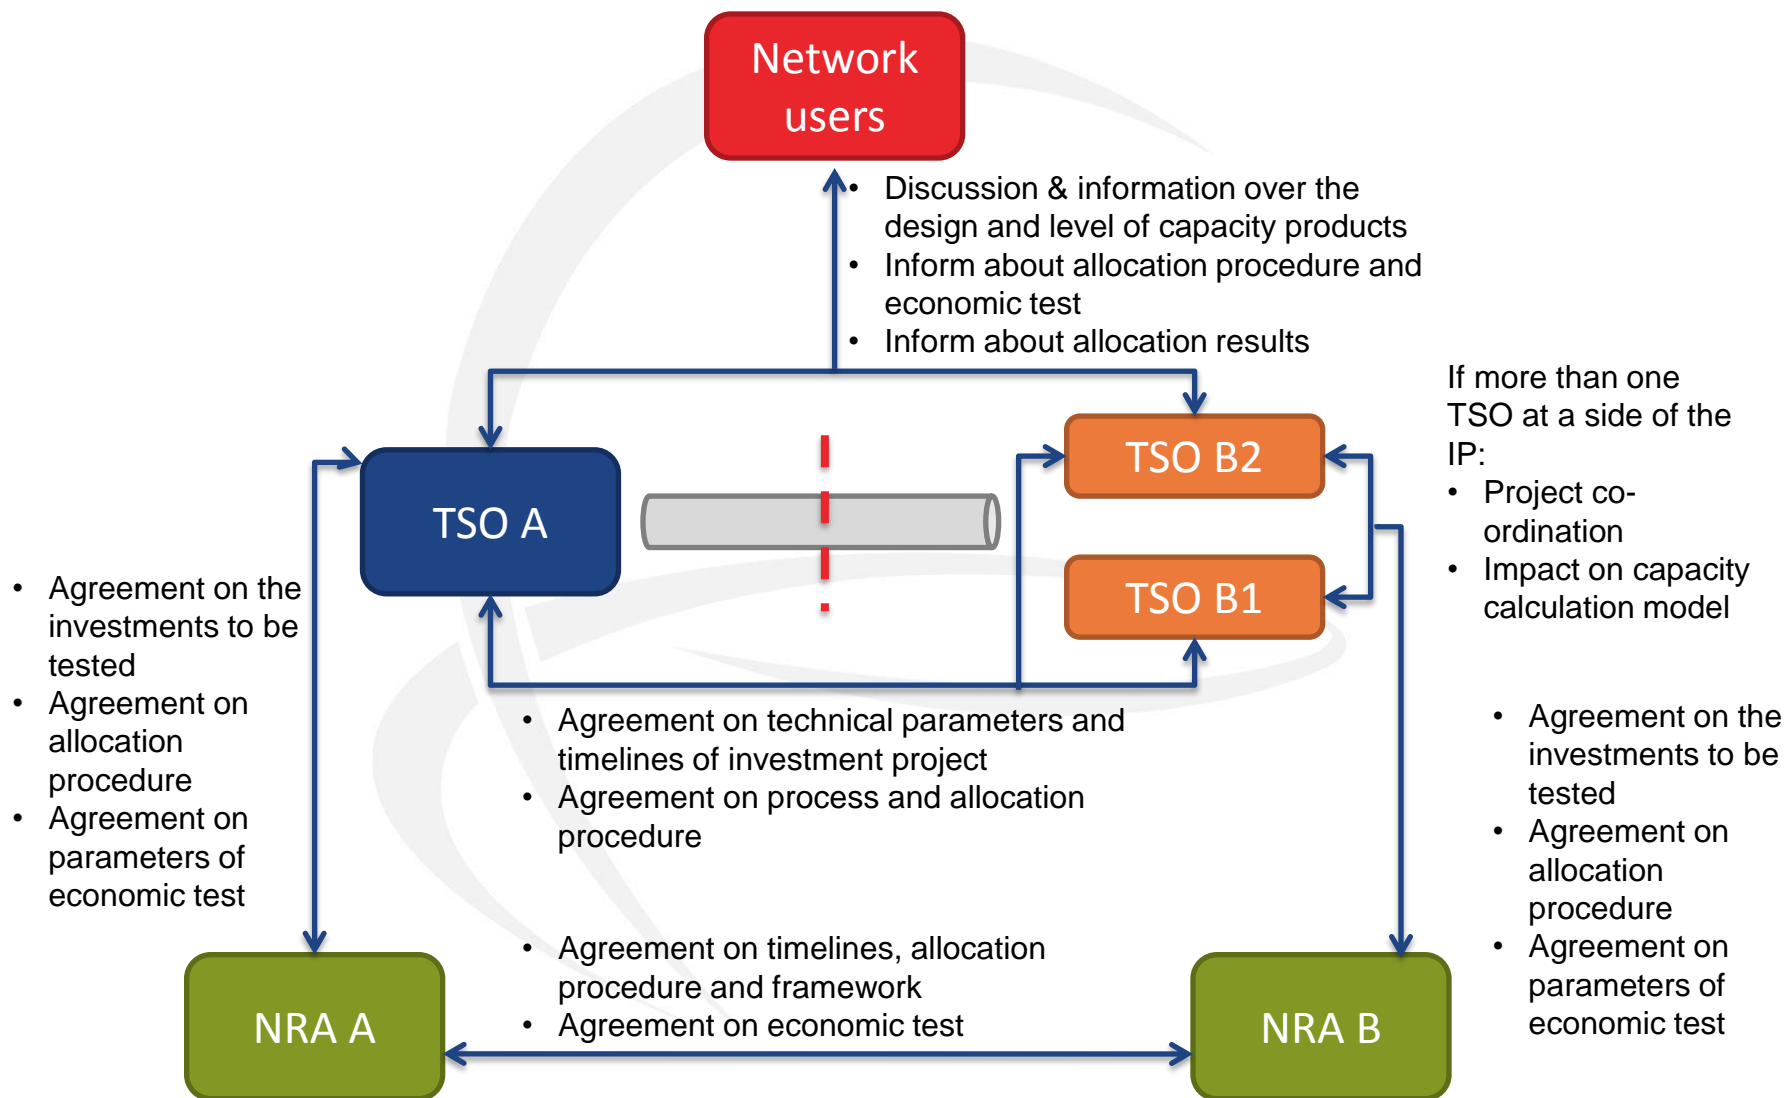 Network
users
• Discussion & information over the
design and level of capacity products
• Inform about allocation procedure and
economic test
• Inform about allocation results
If more than one
TSO at a side of the
IP:
• Project co-
ordination
• Impact on capacity
calculation model
TSO A
TSO B2
TSO B1
• Agreement on the
investments to be
tested
• Agreement on
allocation
procedure
• Agreement on
parameters of
economic test
• Agreement on technical parameters and
timelines of investment project
• Agreement on process and allocation
procedure
• Agreement on the
investments to be
tested
• Agreement on
allocation
procedure
• Agreement on
parameters of
economic test
• Agreement on timelines, allocation
procedure and framework
• Agreement on economic test
NRA A
NRA B